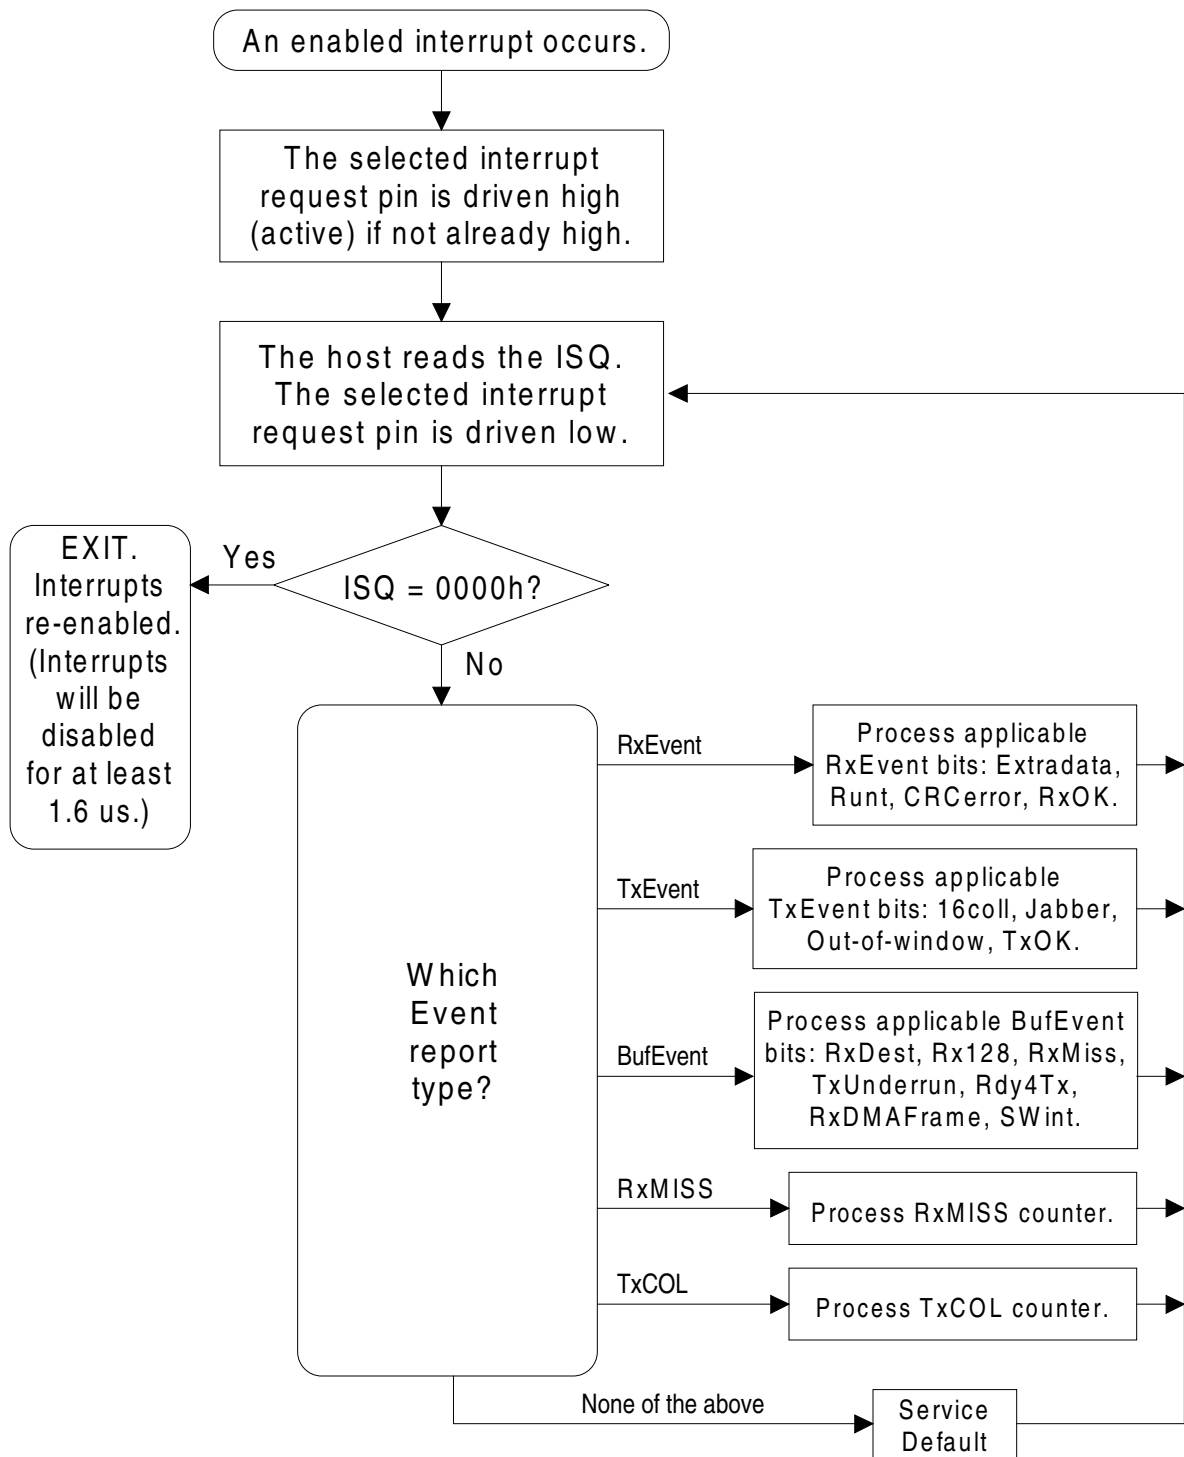 An enabled interrupt occurs.
The selected interrupt
request pin is driven high
(active) if not already high.
The host reads the ISQ.
The selected interrupt
request pin is driven low.
ISQ = 0000h?
Yes
EXIT.
Interrupts
re-enabled.
(Interrupts
will be
disabled
for at least
1.6 us.)
No
Which
Event
report
type?
RxEvent
Process applicable
RxEvent bits: Extradata,
Runt, CRCerror, RxOK.
TxEvent
Process applicable
TxEvent bits: 16coll, Jabber,
Out-of-window, TxOK.
BufEvent
Process applicable BufEvent
bits: RxDest, Rx128, RxMiss,
TxUnderrun, Rdy4Tx,
RxDMAFrame, SWint.
RxMISS
Process RxMISS counter.
TxCOL
Process TxCOL counter.
None of the above
Service
Default